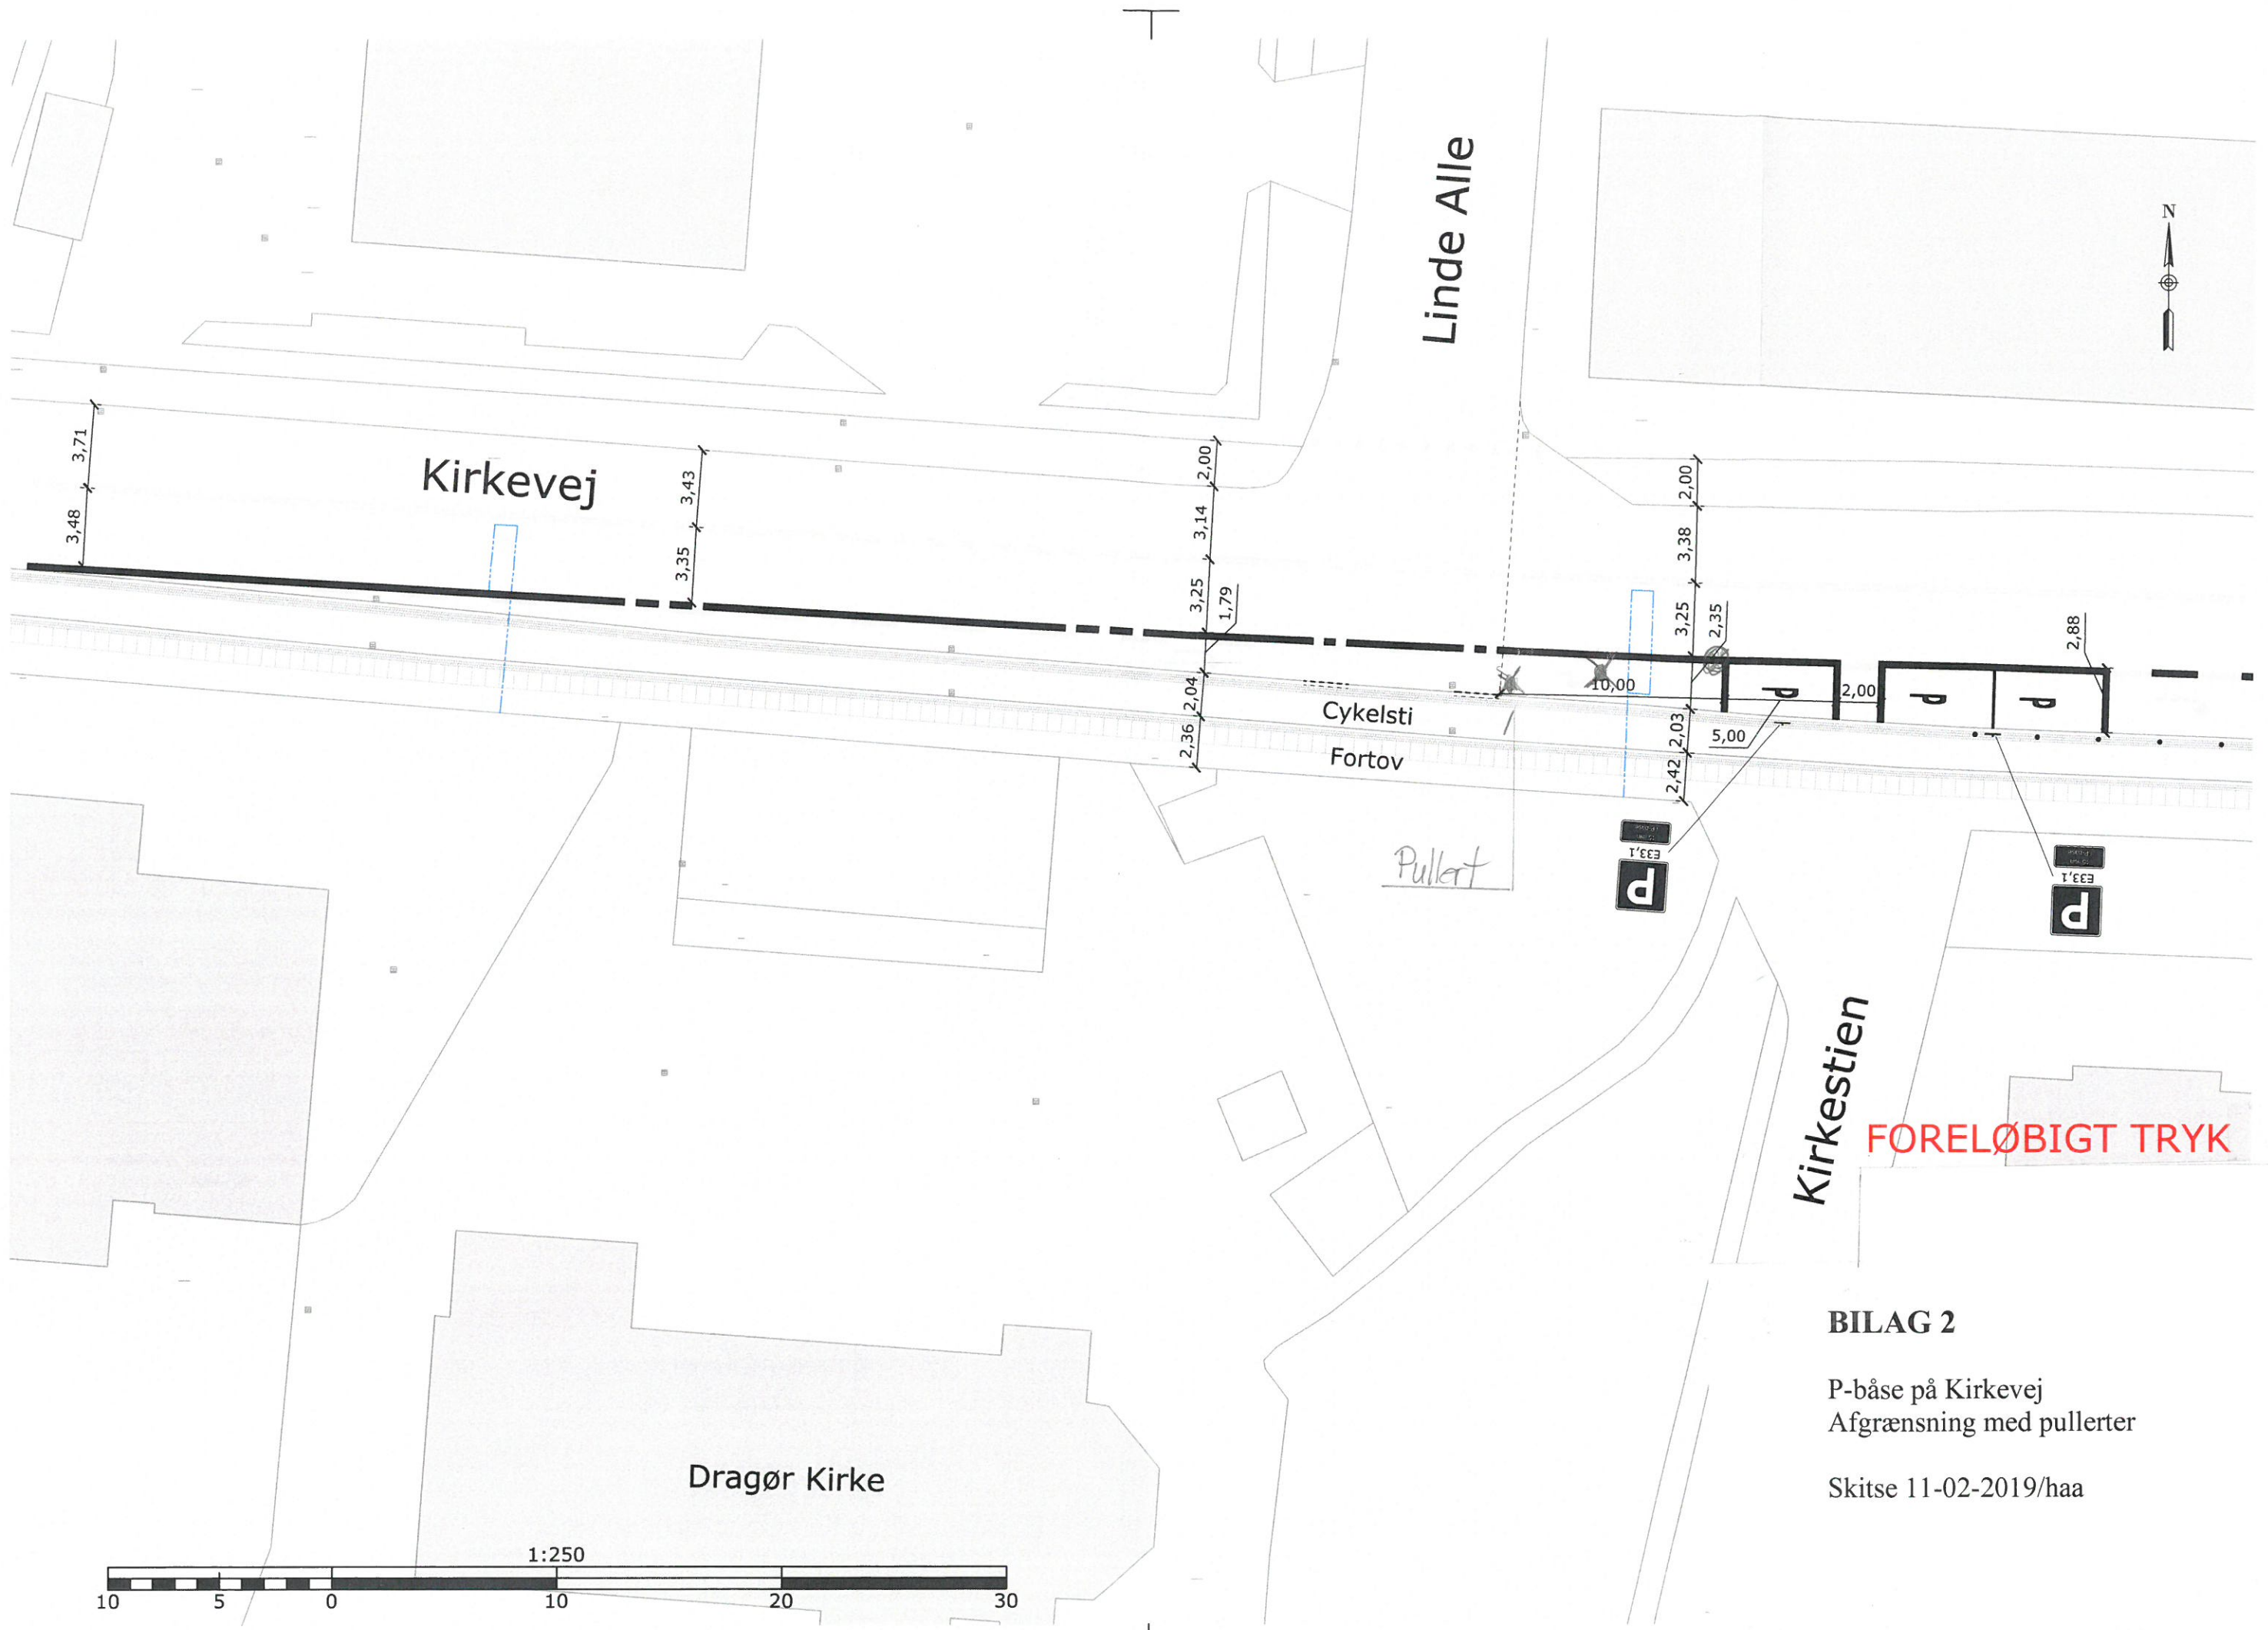 Linde Alle
N
Kirkevej
3,71
3,48
3,43
3,35
2,00
3,14
3,25
1,79
2,04
2,36
2,00
3,38
3,25
2,35
2,03
2,42
2,88
10,00
2,00
5,00
P
P
P
Cykelsti
Fortov
Pullert
E33,1
P
E33,1
P
Kirkestien
FORELØBIGT TRYK
BILAG 2
P-båse på Kirkevej
Afgrænsning med pullerter
Skitse 11-02-2019/haa
Dragør Kirke
1:250
10 5 0 10 20 30